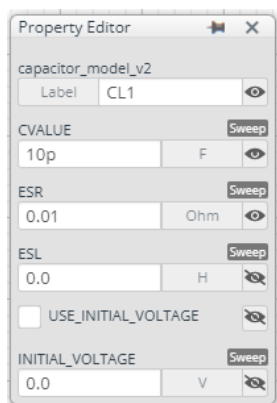 Property Editor
capacitor_model_v2
Label CL1
CVALUE Sweep
10p F
ESR Sweep
0.01 Ohm
ESL Sweep
0.0 H
USE_INITIAL_VOLTAGE
INITIAL_VOLTAGE Sweep
0.0 V